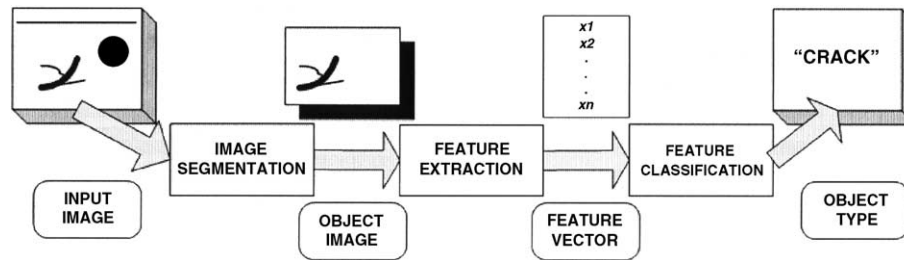 x1
x2
.
.
.
xn
“CRACK”
IMAGE
SEGMENTATION
FEATURE
EXTRACTION
FEATURE
CLASSIFICATION
INPUT
IMAGE
OBJECT
IMAGE
FEATURE
VECTOR
OBJECT
TYPE